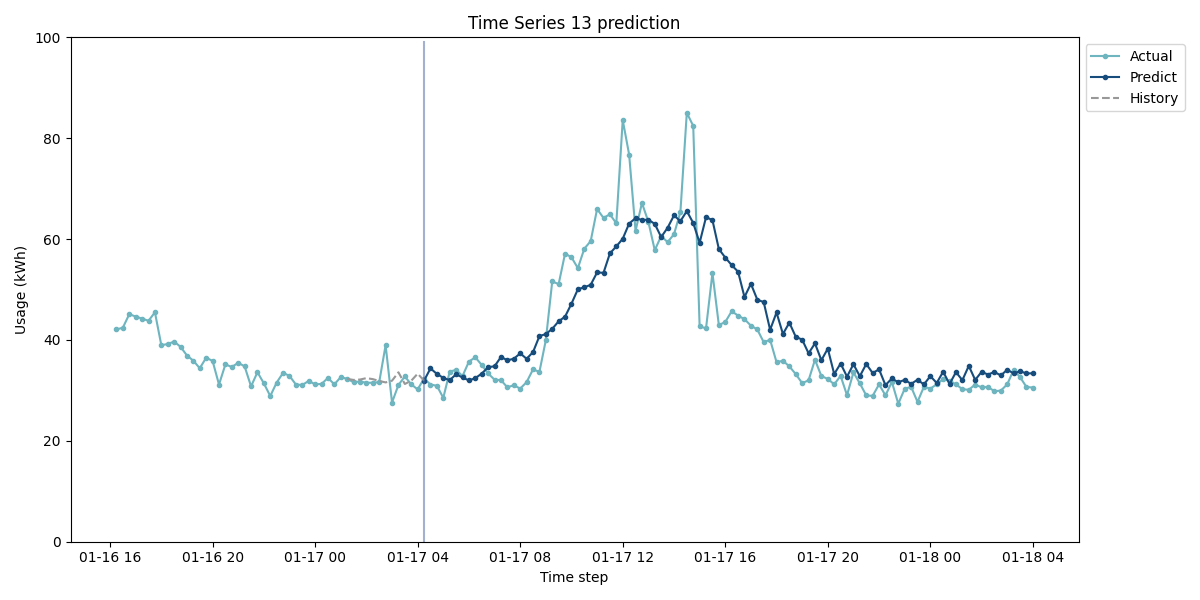 Time Series 13 prediction
Usage (kWh)
100
80
60
40
20
0
01-16 16
01-16 20
01-17 00
01-17 04
01-17 08
01-17 12
01-17 16
01-17 20
01-18 00
01-18 04
Time step
Actual
Predict
History